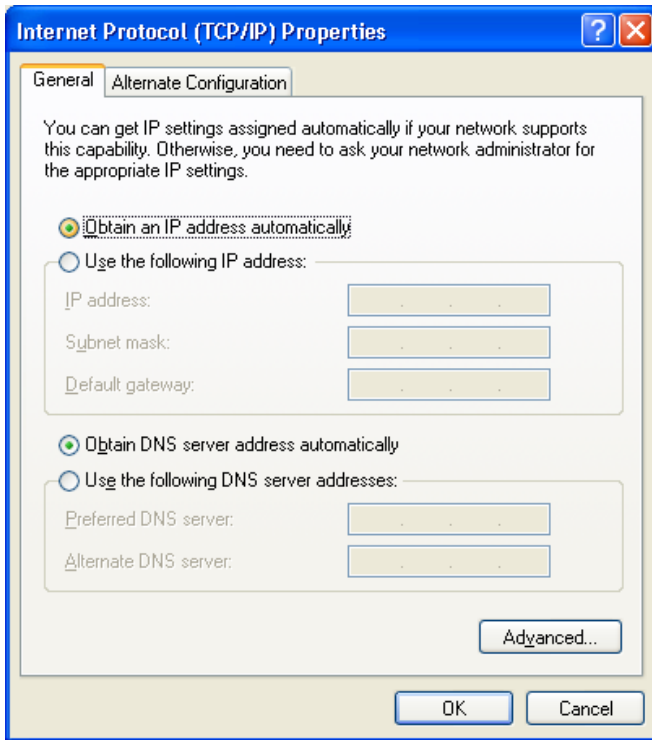 Internet Protocol (TCP/IP) Properties
General
Alternate Configuration
You can get IP settings assigned automatically if your network supports
this capability. Otherwise, you need to ask your network administrator for
the appropriate IP settings.
Obtain an IP address automatically
Use the following IP address:
IP address:
Subnet mask:
Default gateway:
Obtain DNS server address automatically
Use the following DNS server addresses:
Preferred DNS server:
Alternate DNS server:
Advanced...
OK
Cancel